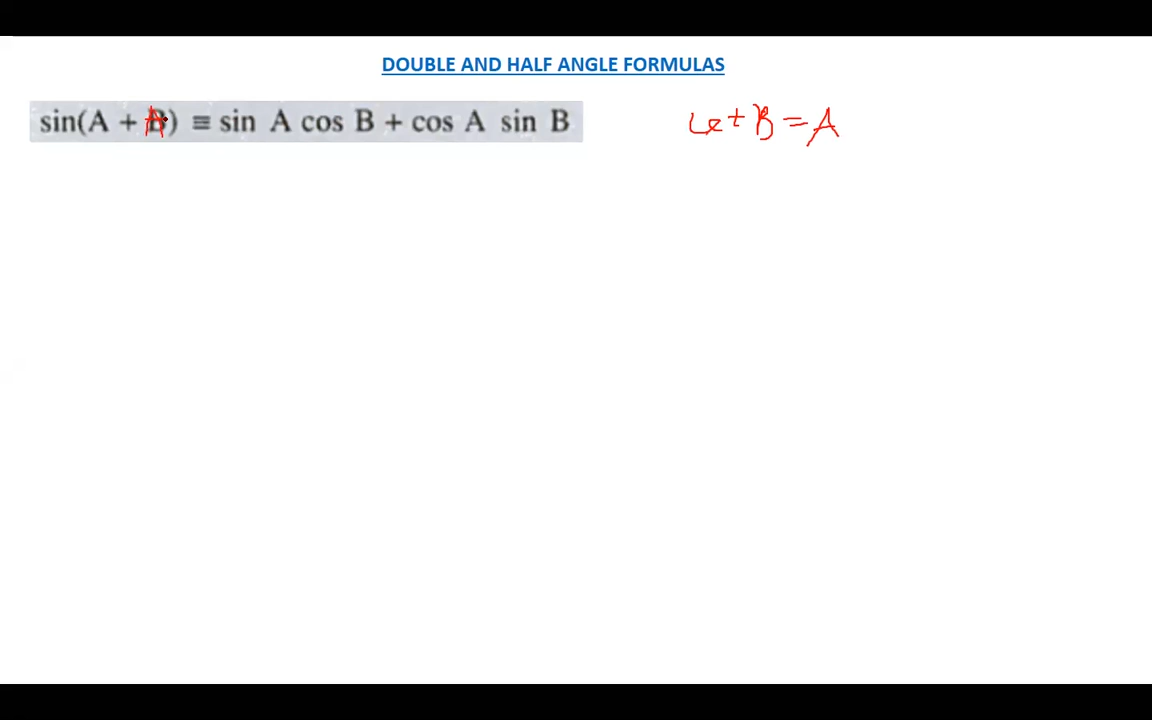 DOUBLE AND HALF ANGLE FORMULAS
sin(A + B) ≡ sin A cos B + cos A sin B
A
Let B = A